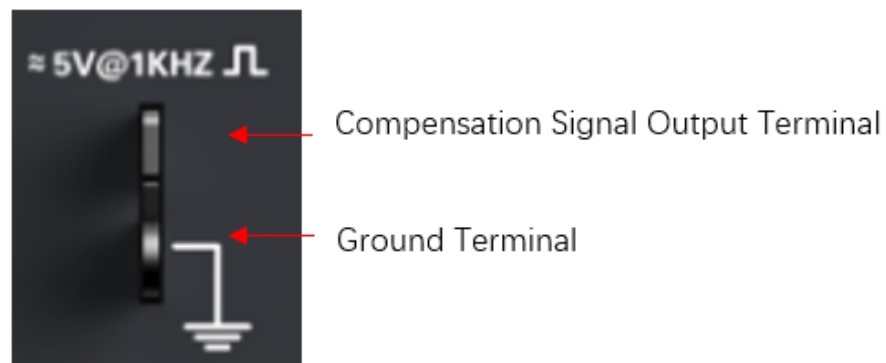 ≈ 5V@1KHZ
Compensation Signal Output Terminal
Ground Terminal